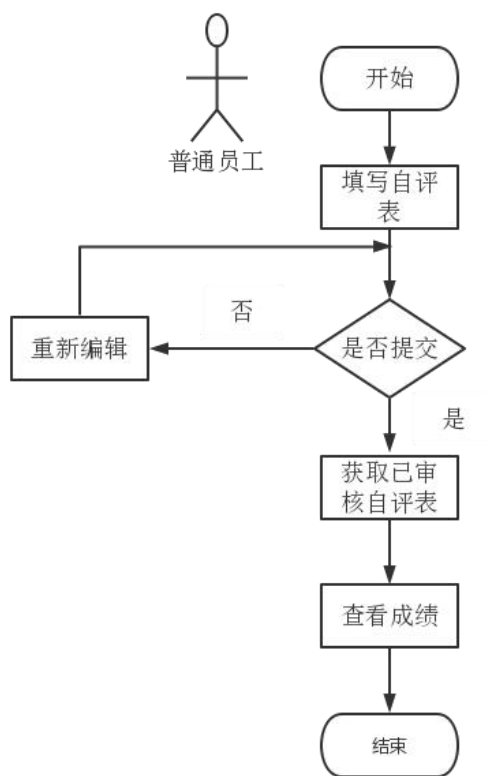 开始
普通员工
填写自评
表
否
重新编辑
是否提交
是
获取已审
核自评表
查看成绩
结束